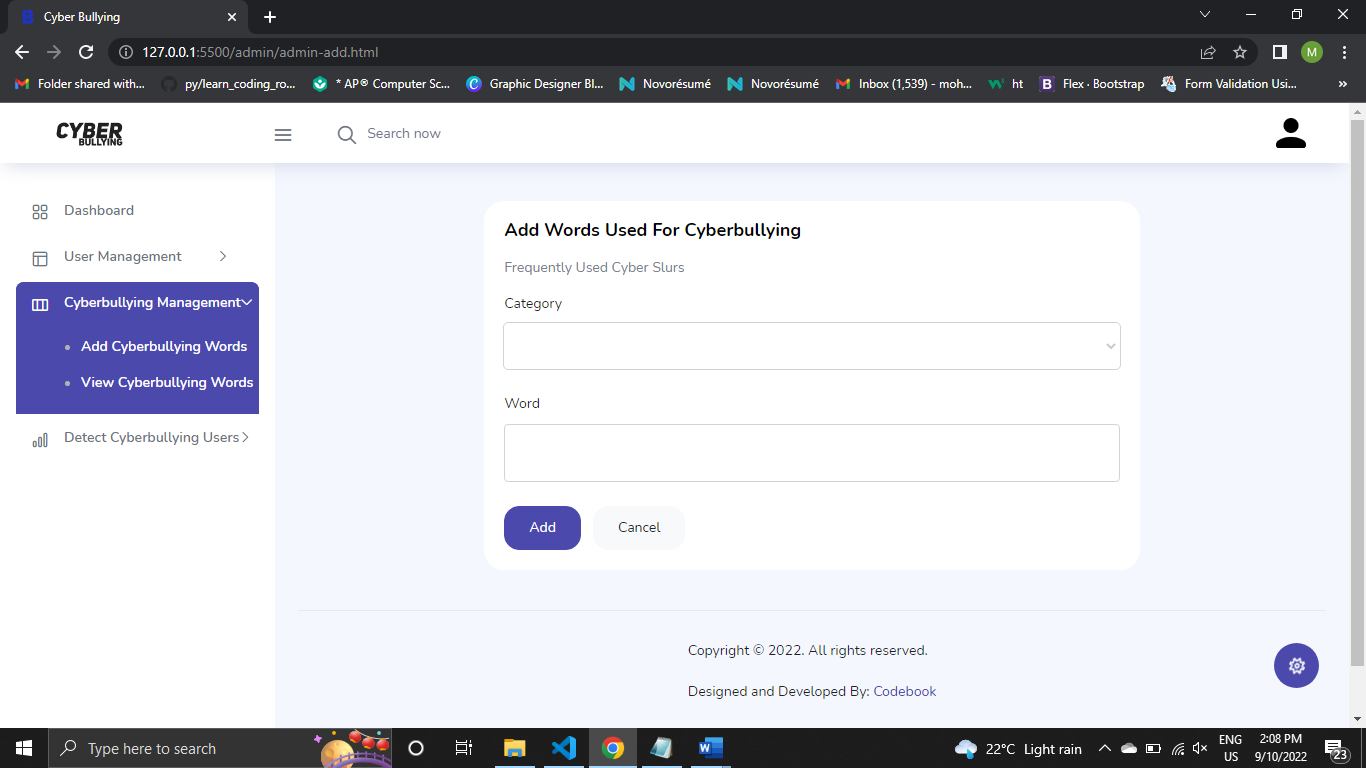 Cyber Bullying
127.0.0.1:5500/admin/admin-add.html
M
Folder shared with...
py/learn_coding_ro...
* AP® Computer Sc...
Graphic Designer Bl...
Novorésumé
Novorésumé
Inbox (1,539) - moh...
ht
B
Flex · Bootstrap
Form Validation Usi...
»
CYBER
BULLYING
Search now
Dashboard
User Management
Cyberbullying Management
Add Cyberbullying Words
View Cyberbullying Words
Detect Cyberbullying Users
Add Words Used For Cyberbullying
Frequently Used Cyber Slurs
Category
Word
Add
Cancel
Copyright © 2022. All rights reserved.
Designed and Developed By: Codebook
Type here to search
22°C Light rain
ENG
US
2:08 PM
9/10/2022
23